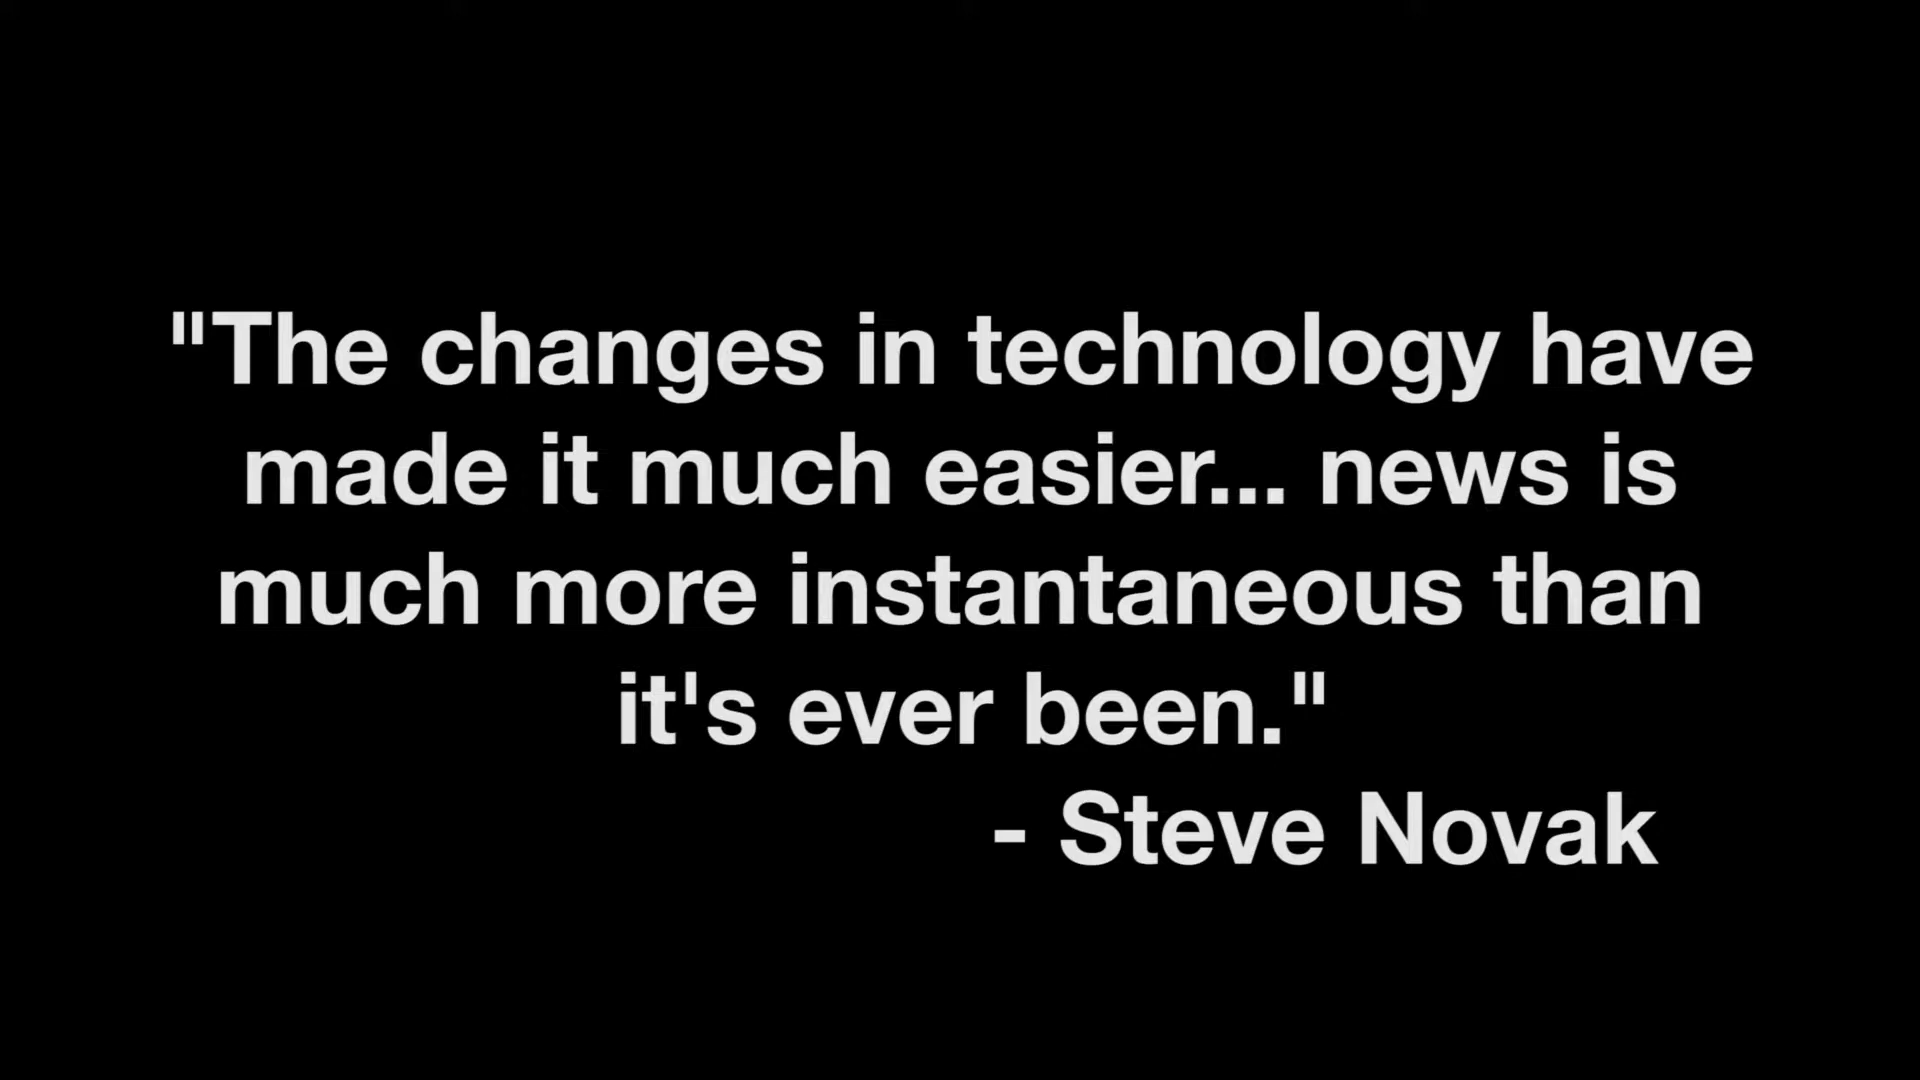 "The changes in technology have
made it much easier... news is
much more instantaneous than
it's ever been."
- Steve Novak